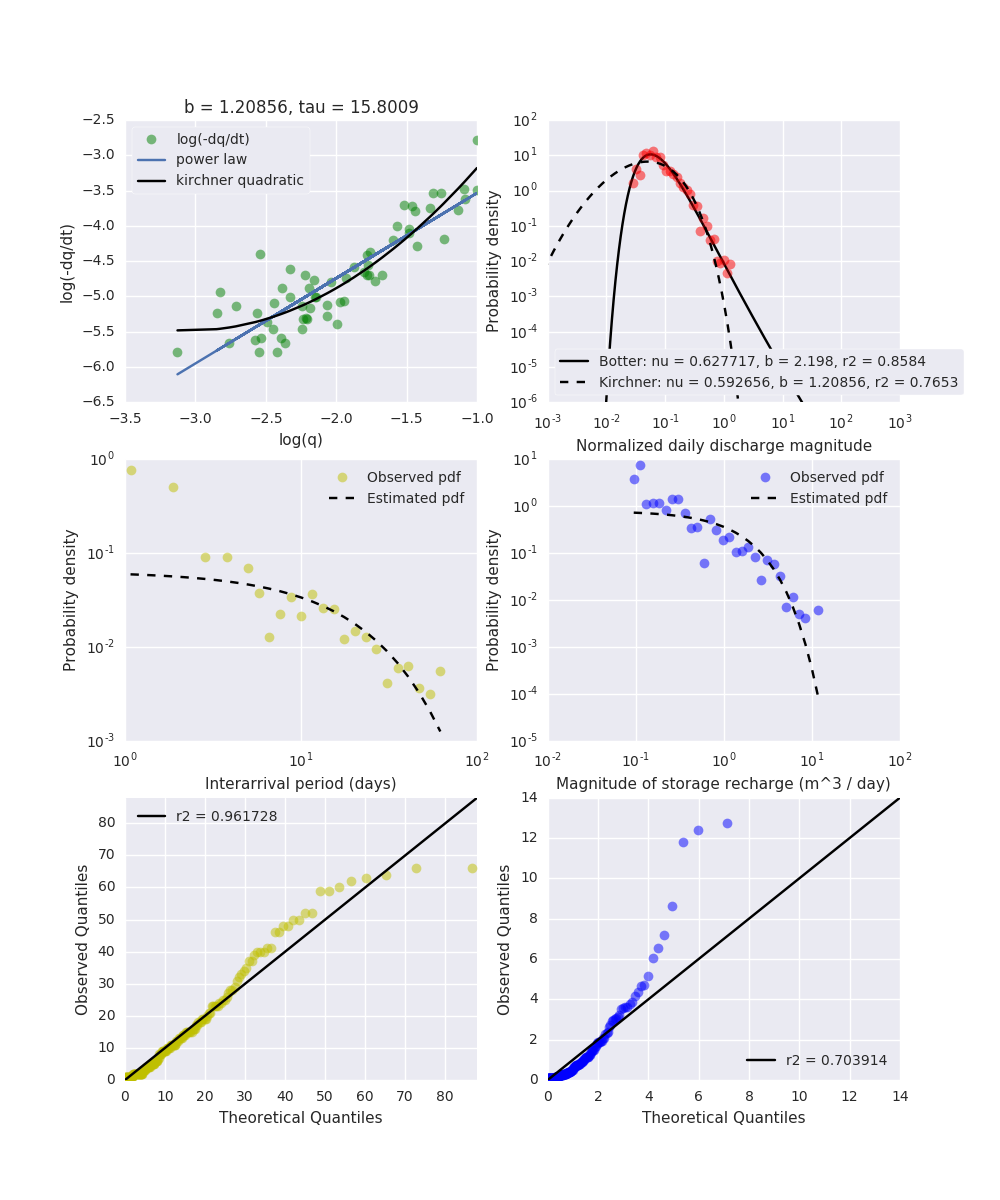 b = 1.20856, tau = 15.8009
log(-dq/dt)
power law
kirchner quadratic
−2.5
−3.0
−3.5
−4.0
−4.5
−5.0
−5.5
−6.0
−6.5
log(-dq/dt)
−3.5 −3.0 −2.5 −2.0 −1.5 −1.0
log(q)
10^2
10^1
10^0
10^-1
10^-2
10^-3
10^-4
10^-5
10^-6
Probability density
Botter: nu = 0.627717, b = 2.198, r2 = 0.8584
Kirchner: nu = 0.592656, b = 1.20856, r2 = 0.7653
10^-3 10^-2 10^-1 10^0 10^1 10^2 10^3
Normalized daily discharge magnitude
Observed pdf
Estimated pdf
10^0
10^-1
10^-2
10^-3
Probability density
10^0 10^1 10^2
Interarrival period (days)
Observed pdf
Estimated pdf
10^1
10^0
10^-1
10^-2
10^-3
10^-4
10^-5
Probability density
10^-2 10^-1 10^0 10^1 10^2
Magnitude of storage recharge (m^3 / day)
r2 = 0.961728
80
70
60
50
40
30
20
10
0
Observed Quantiles
0 10 20 30 40 50 60 70 80
Theoretical Quantiles
14
12
10
8
6
4
2
0
Observed Quantiles
r2 = 0.703914
0 2 4 6 8 10 12 14
Theoretical Quantiles